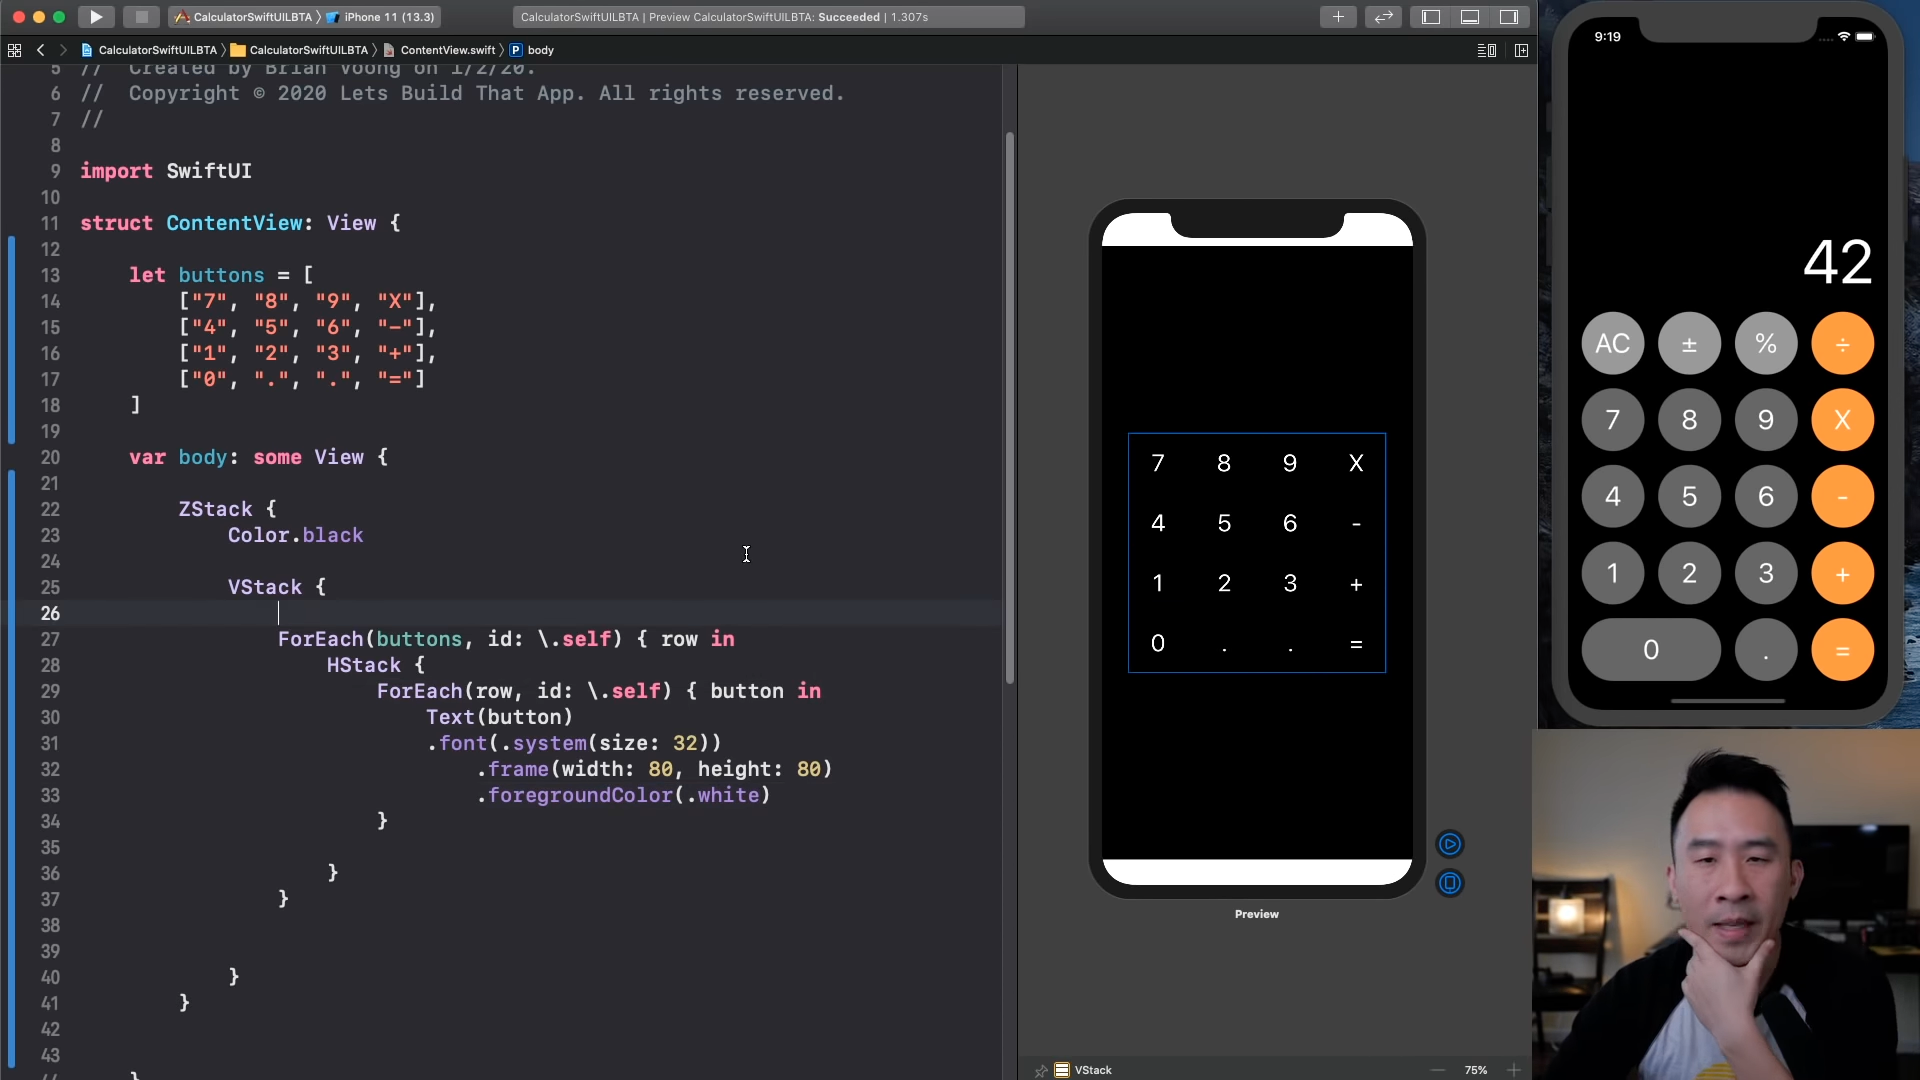 CalculatorSwiftUILBTA
iPhone 11 (13.3)
CalculatorSwiftUILBTA | Preview CalculatorSwiftUILBTA: Succeeded | 1.307s
CalculatorSwiftUILBTA
CalculatorSwiftUILBTA
ContentView.swift
P body
5 // Created by Brian Voong on 1/2/20.
6 // Copyright © 2020 Lets Build That App. All rights reserved.
7 //
8
9 import SwiftUI
10
11 struct ContentView: View {
12
13 let buttons = [
14 ["7", "8", "9", "X"],
15 ["4", "5", "6", "-"],
16 ["1", "2", "3", "+"],
17 ["0", ".", ".", "="]
18 ]
19
20 var body: some View {
21
22 ZStack {
23 Color.black
24
25 VStack {
26
27 ForEach(buttons, id: \.self) { row in
28 HStack {
29 ForEach(row, id: \.self) { button in
30 Text(button)
31 .font(.system(size: 32))
32 .frame(width: 80, height: 80)
33 .foregroundColor(.white)
34 }
35
36 }
37 }
38
39
40 }
41 }
42
43
44 }
7 8 9 X
4 5 6 -
1 2 3 +
0 . . =
Preview
VStack
75%
9:19
42
AC ± % ÷
7 8 9 X
4 5 6 -
1 2 3 +
0 . =